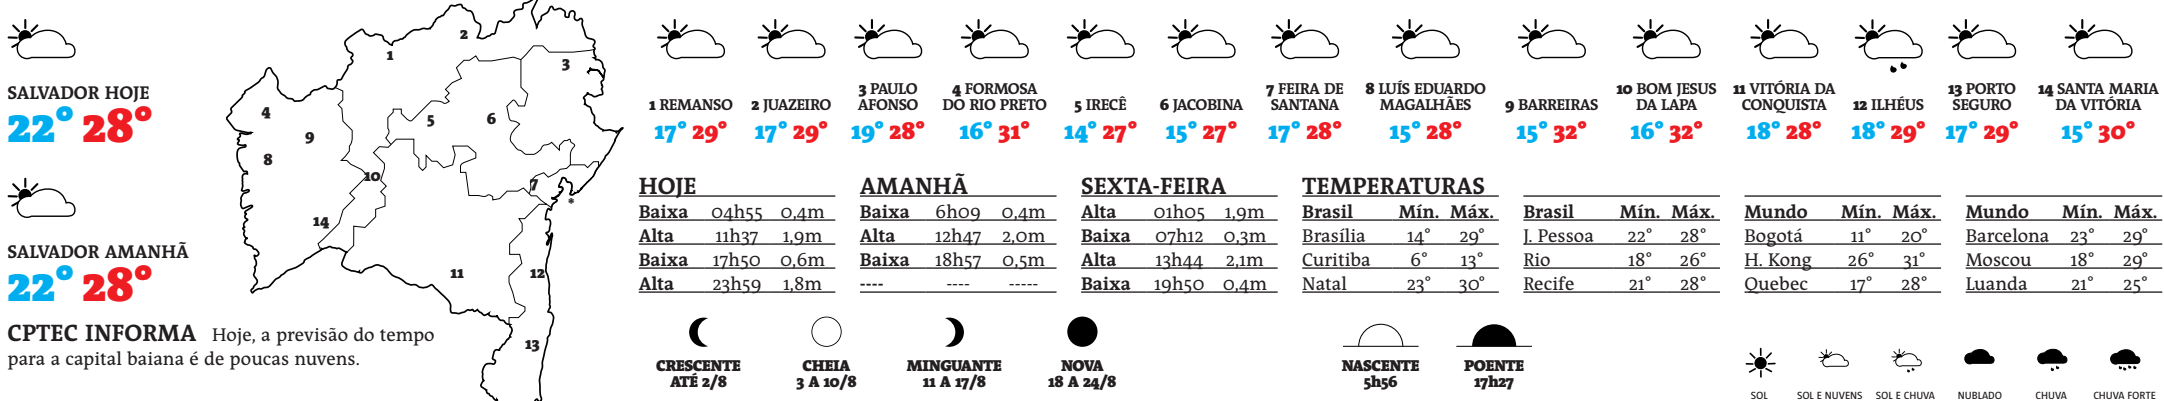 SALVADOR HOJE
22° 28°
SALVADOR AMANHÃ
22° 28°
CPTEC INFORMA Hoje, a previsão do tempo
para a capital baiana é de poucas nuvens.
1
2
3
4
5
6
9
8
10
7
*
14
11
12
13
1 REMANSO
17° 29°
2 JUAZEIRO
17° 29°
3 PAULO
AFONSO
19° 28°
4 FORMOSA
DO RIO PRETO
16° 31°
5 IRECÊ
14° 27°
6 JACOBINA
15° 27°
7 FEIRA DE
SANTANA
17° 28°
8 LUÍS EDUARDO
MAGALHÃES
15° 28°
9 BARREIRAS
15° 32°
10 BOM JESUS
DA LAPA
16° 32°
11 VITÓRIA DA
CONQUISTA
18° 28°
12 ILHÉUS
18° 29°
13 PORTO
SEGURO
17° 29°
14 SANTA MARIA
DA VITÓRIA
15° 30°
HOJE
Baixa 04h55 0,4m
Alta 11h37 1,9m
Baixa 17h50 0,6m
Alta 23h59 1,8m
AMANHÃ
Baixa 6h09 0,4m
Alta 12h47 2,0m
Baixa 18h57 0,5m
---- ---- -----
SEXTA-FEIRA
Alta 01h05 1,9m
Baixa 07h12 0,3m
Alta 13h44 2,1m
Baixa 19h50 0,4m
TEMPERATURAS
Brasil Mín. Máx.
Brasília 14° 29°
Curitiba 6° 13°
Natal 23° 30°
Brasil Mín. Máx.
J. Pessoa 22° 28°
Rio 18° 26°
Recife 21° 28°
Mundo Mín. Máx.
Bogotá 11° 20°
H. Kong 26° 31°
Quebec 17° 28°
Mundo Mín. Máx.
Barcelona 23° 29°
Moscou 18° 29°
Luanda 21° 25°
CRESCENTE
ATÉ 2/8
CHEIA
3 A 10/8
MINGUANTE
11 A 17/8
NOVA
18 A 24/8
NASCENTE
5h56
POENTE
17h27
SOL
SOL E NUVENS
SOL E CHUVA
NUBLADO
CHUVA
CHUVA FORTE